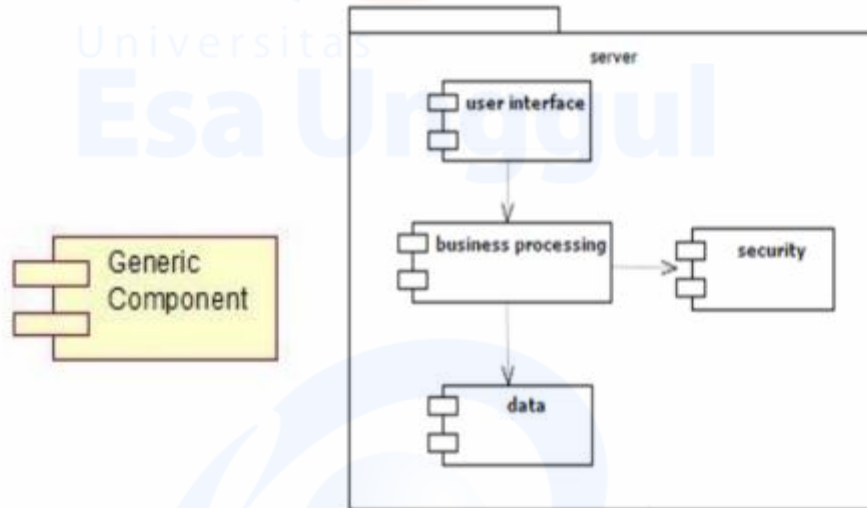 Universitas
Esa Unggul
server
user interface
Generic
Component
business processing
security
data